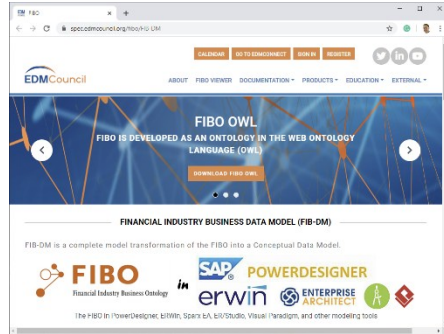 FIBO
spec.edmcouncil.org/fibo/FIB-DM
CALENDAR GO TO EDMCONNECT SIGN IN REGISTER
EDMCouncil
ABOUT FIBO VIEWER DOCUMENTATION PRODUCTS EDUCATION EXTERNAL
FIBO OWL
FIBO IS DEVELOPED AS AN ONTOLOGY IN THE WEB ONTOLOGY
LANGUAGE (OWL)
DOWNLOAD FIBO OWL
FINANCIAL INDUSTRY BUSINESS DATA MODEL (FIB-DM)
FIB-DM is a complete model transformation of the FIBO into a Conceptual Data Model.
FIBO
Financial Industry Business Ontology
in
SAP POWERDESIGNER
erwin ENTERPRISE ARCHITECT
The FIBO in PowerDesigner, ERWin, Sparx EA, ER/Studio, Visual Paradigm, and other modeling tools